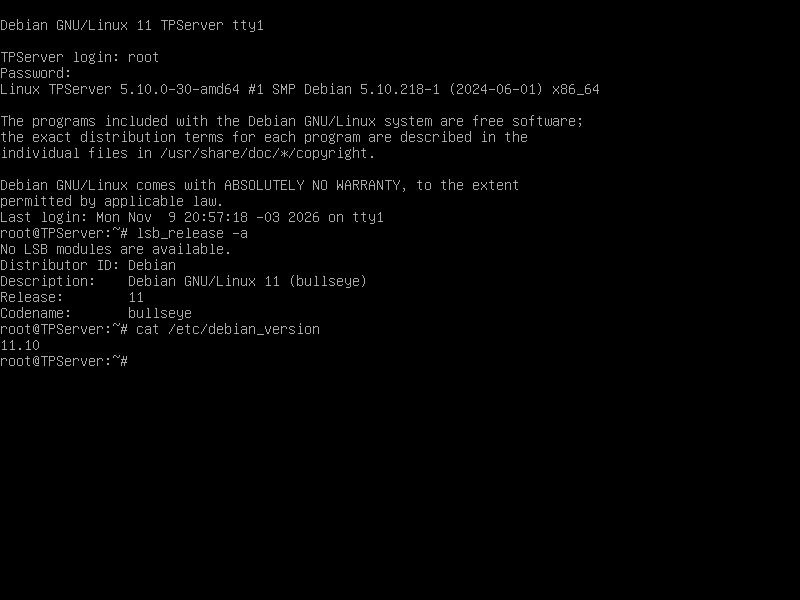 Debian GNU/Linux 11 TPServer tty1
TPServer login: root
Password:
Linux TPServer 5.10.0-30-amd64 #1 SMP Debian 5.10.218-1 (2024-06-01) x86_64
The programs included with the Debian GNU/Linux system are free software;
the exact distribution terms for each program are described in the
individual files in /usr/share/doc/*/copyright.
Debian GNU/Linux comes with ABSOLUTELY NO WARRANTY, to the extent
permitted by applicable law.
Last login: Mon Nov  9 20:57:18 -03 2026 on tty1
root@TPServer:~# lsb_release -a
No LSB modules are available.
Distributor ID: Debian
Description:    Debian GNU/Linux 11 (bullseye)
Release:        11
Codename:       bullseye
root@TPServer:~# cat /etc/debian_version
11.10
root@TPServer:~#